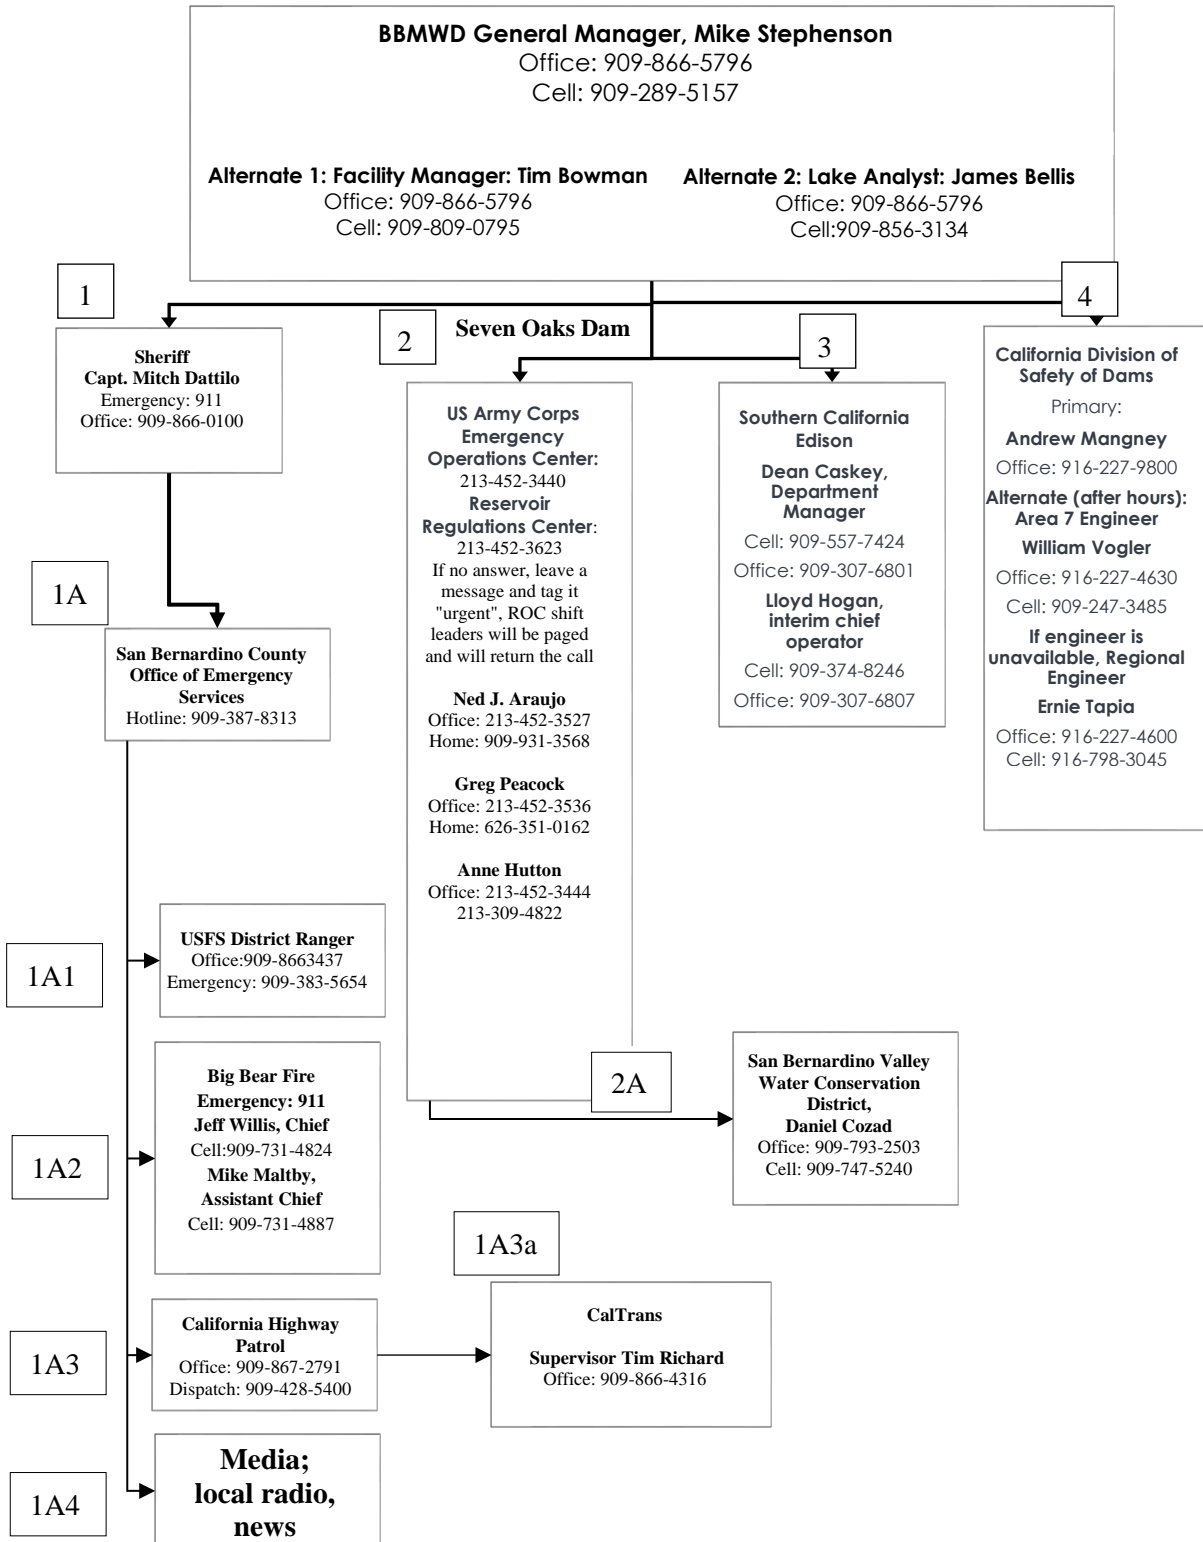 BBMWD General Manager, Mike Stephenson
Office: 909-866-5796
Cell: 909-289-5157
Alternate 1: Facility Manager: Tim Bowman
Office: 909-866-5796
Cell: 909-809-0795
Alternate 2: Lake Analyst: James Bellis
Office: 909-866-5796
Cell:909-856-3134
1
Sheriff
Capt. Mitch Dattilo
Emergency: 911
Office: 909-866-0100
1A
San Bernardino County
Office of Emergency
Services
Hotline: 909-387-8313
1A1
USFS District Ranger
Office:909-8663437
Emergency: 909-383-5654
1A2
Big Bear Fire
Emergency: 911
Jeff Willis, Chief
Cell:909-731-4824
Mike Maltby,
Assistant Chief
Cell: 909-731-4887
1A3
California Highway
Patrol
Office: 909-867-2791
Dispatch: 909-428-5400
1A3a
CalTrans
Supervisor Tim Richard
Office: 909-866-4316
1A4
Media;
local radio,
news
2
Seven Oaks Dam
US Army Corps
Emergency
Operations Center:
213-452-3440
Reservoir
Regulations Center:
213-452-3623
If no answer, leave a
message and tag it
"urgent", ROC shift
leaders will be paged
and will return the call
Ned J. Araujo
Office: 213-452-3527
Home: 909-931-3568
Greg Peacock
Office: 213-452-3536
Home: 626-351-0162
Anne Hutton
Office: 213-452-3444
213-309-4822
2A
San Bernardino Valley
Water Conservation
District,
Daniel Cozad
Office: 909-793-2503
Cell: 909-747-5240
3
Southern California
Edison
Dean Caskey,
Department
Manager
Cell: 909-557-7424
Office: 909-307-6801
Lloyd Hogan,
interim chief
operator
Cell: 909-374-8246
Office: 909-307-6807
4
California Division of
Safety of Dams
Primary:
Andrew Mangney
Office: 916-227-9800
Alternate (after hours):
Area 7 Engineer
William Vogler
Office: 916-227-4630
Cell: 909-247-3485
If engineer is
unavailable, Regional
Engineer
Ernie Tapia
Office: 916-227-4600
Cell: 916-798-3045